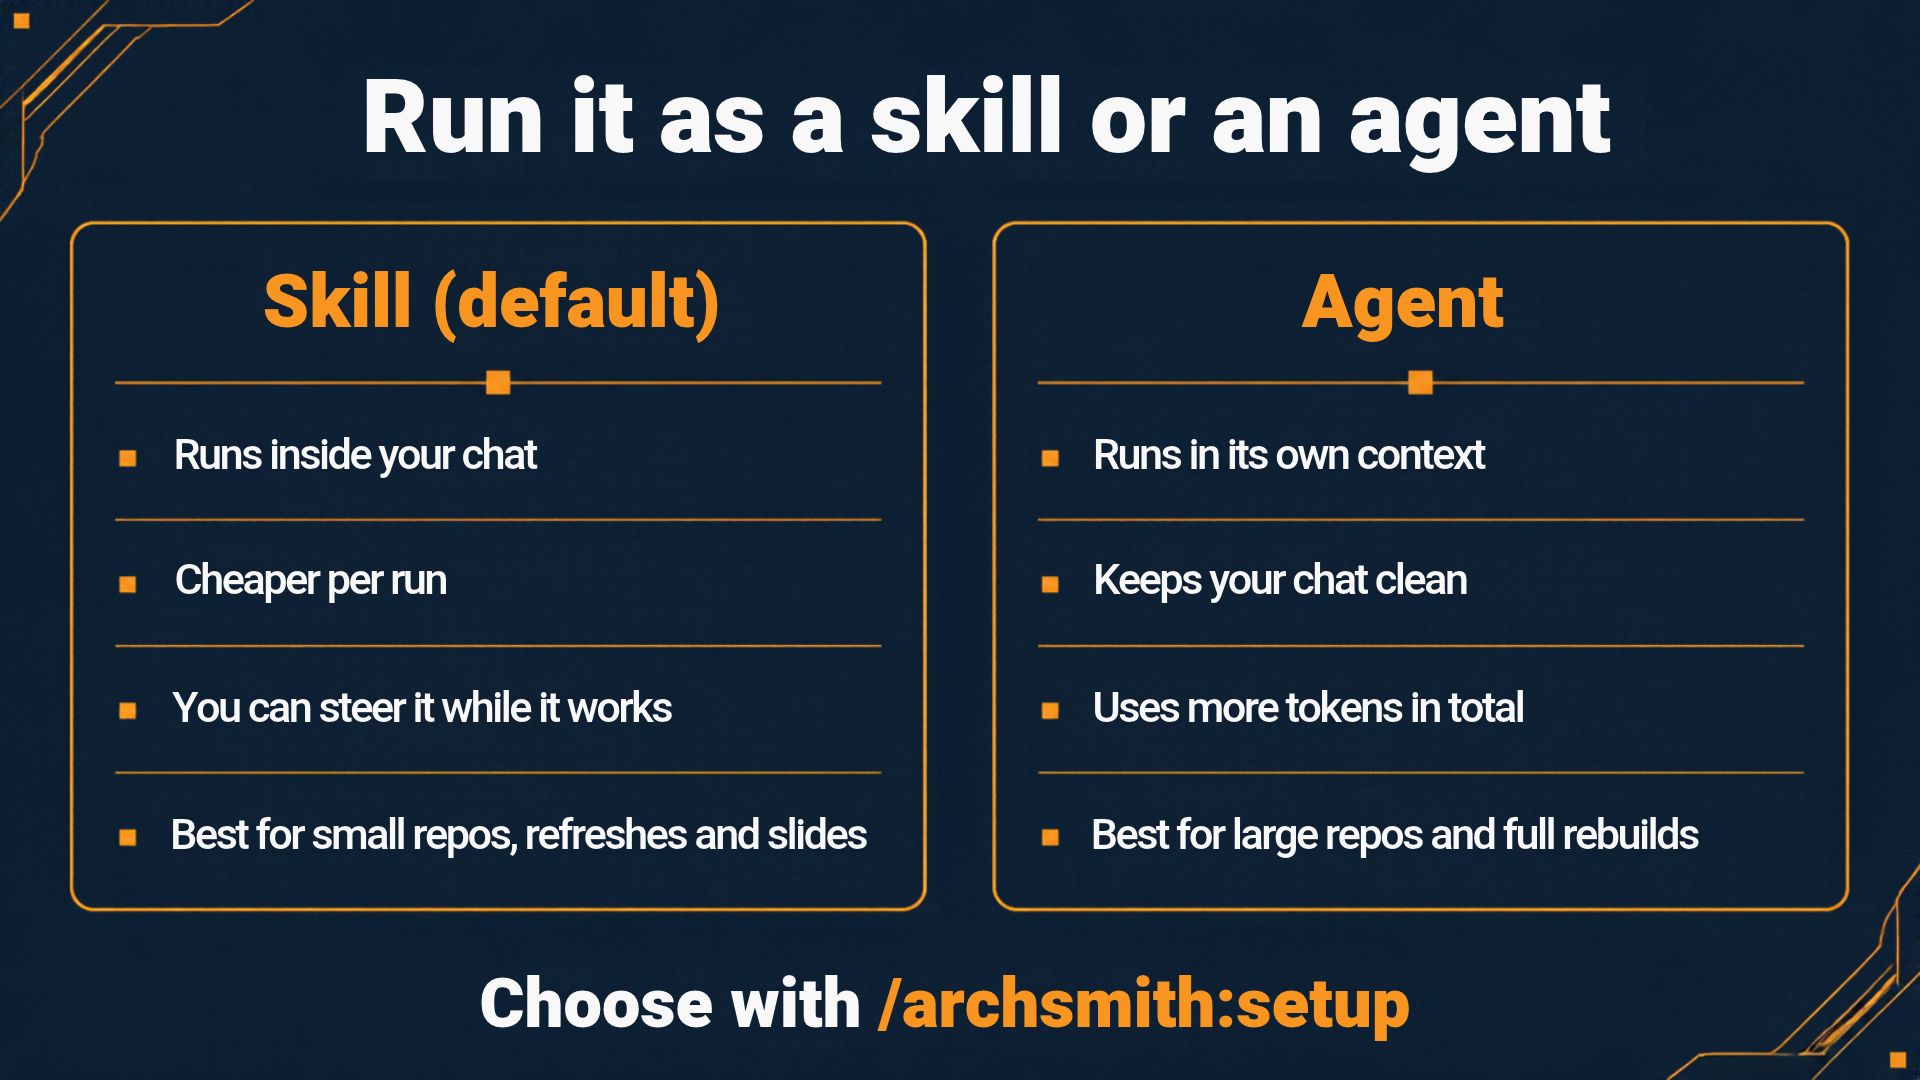 Run it as a skill or an agent
Skill (default)
Runs inside your chat
Cheaper per run
You can steer it while it works
Best for small repos, refreshes and slides
Agent
Runs in its own context
Keeps your chat clean
Uses more tokens in total
Best for large repos and full rebuilds
Choose with /archsmith:setup